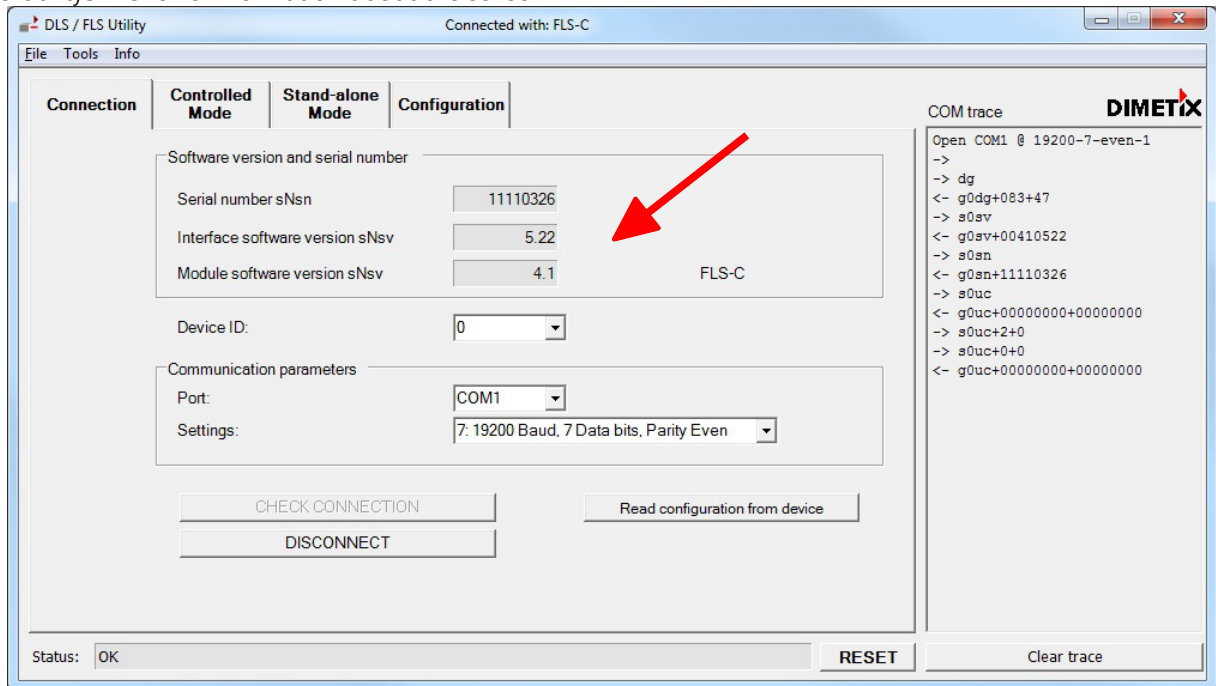 DLS / FLS Utility
Connected with: FLS-C
File Tools Info
Connection
Controlled Mode
Stand-alone Mode
Configuration
Software version and serial number
Serial number sNsn 11110326
Interface software version sNsv 5.22
Module software version sNsv 4.1 FLS-C
Device ID: 0
Communication parameters
Port: COM1
Settings: 7: 19200 Baud, 7 Data bits, Parity Even
CHECK CONNECTION
Read configuration from device
DISCONNECT
COM trace
DIMETIX
Open COM1 @ 19200-7-even-1
->
-> dg
<- g0dg+083+47
-> s0sv
<- g0sv+00410522
-> s0sn
<- g0sn+11110326
-> s0uc
<- g0uc+00000000+00000000
-> s0uc+2+0
-> s0uc+0+0
<- g0uc+00000000+00000000
Status: OK
RESET
Clear trace